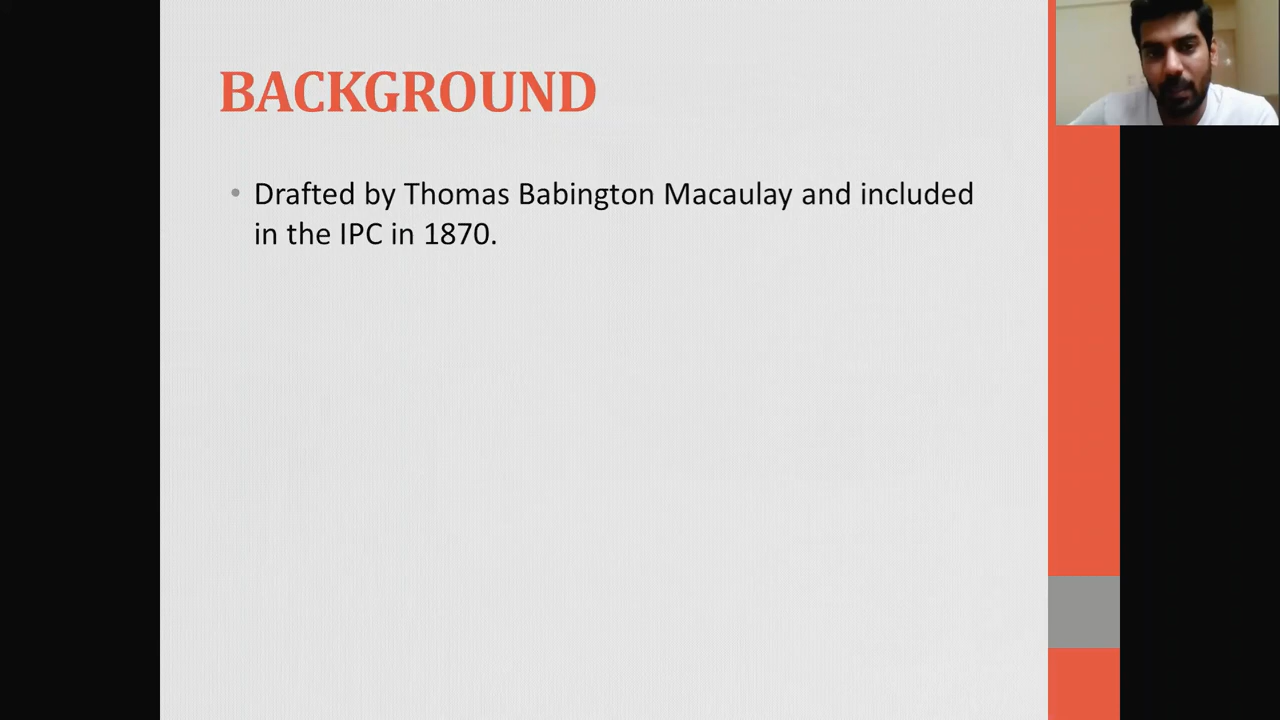 BACKGROUND
• Drafted by Thomas Babington Macaulay and included
in the IPC in 1870.